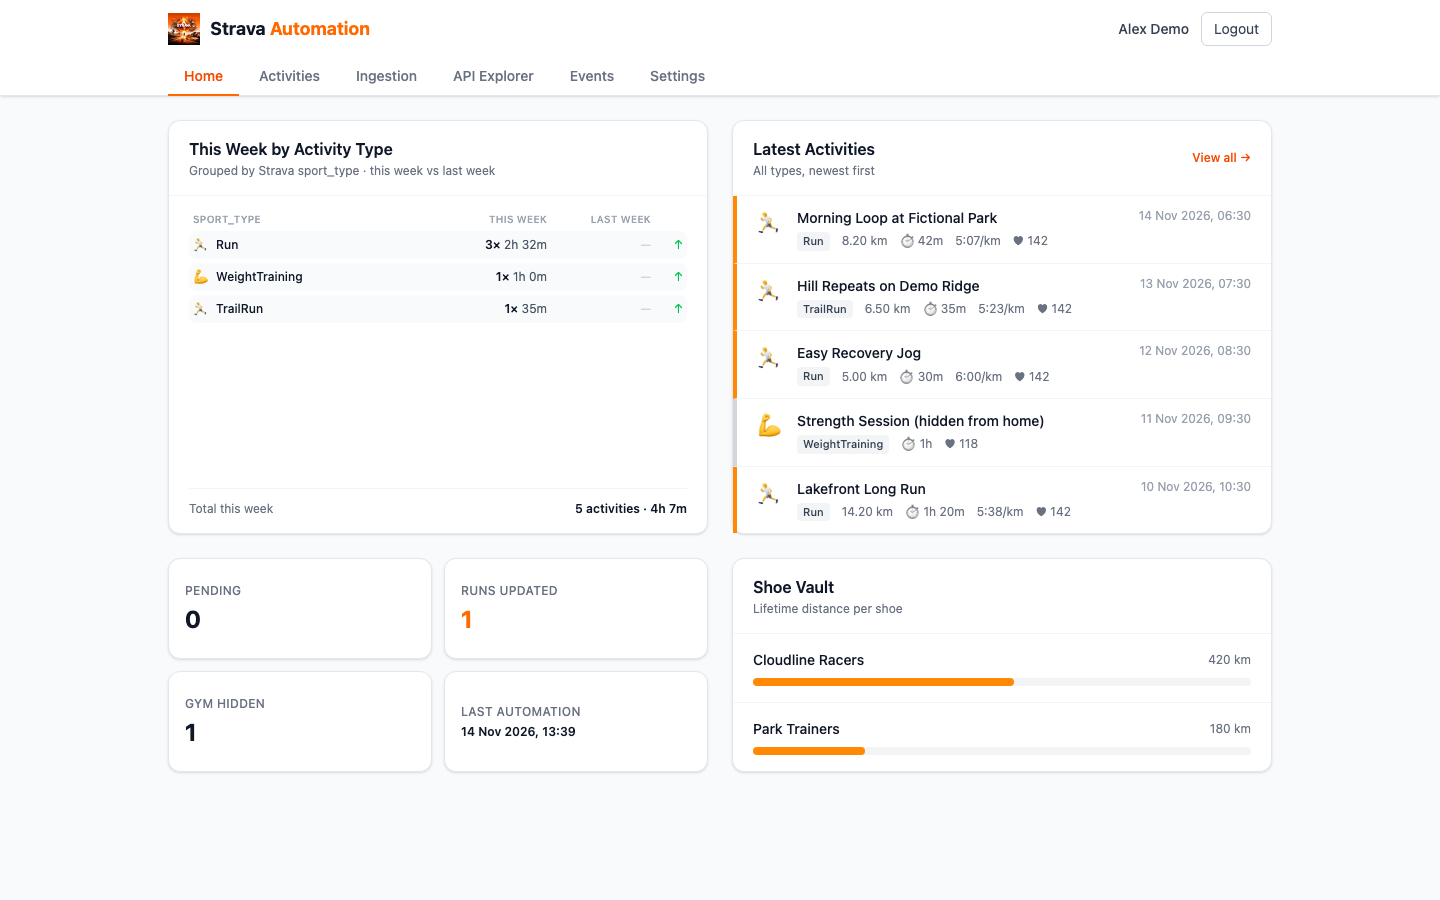 Strava Automation
Alex Demo
Logout
Home
Activities
Ingestion
API Explorer
Events
Settings
This Week by Activity Type
Grouped by Strava sport_type · this week vs last week
SPORT_TYPE THIS WEEK LAST WEEK
Run 3× 2h 32m — ↑
WeightTraining 1× 1h 0m — ↑
TrailRun 1× 35m — ↑
Total this week 5 activities · 4h 7m
Latest Activities
All types, newest first
View all →
Morning Loop at Fictional Park 14 Nov 2026, 06:30
Run 8.20 km 42m 5:07/km 142
Hill Repeats on Demo Ridge 13 Nov 2026, 07:30
TrailRun 6.50 km 35m 5:23/km 142
Easy Recovery Jog 12 Nov 2026, 08:30
Run 5.00 km 30m 6:00/km 142
Strength Session (hidden from home) 11 Nov 2026, 09:30
WeightTraining 1h 118
Lakefront Long Run 10 Nov 2026, 10:30
Run 14.20 km 1h 20m 5:38/km 142
PENDING
0
RUNS UPDATED
1
GYM HIDDEN
1
LAST AUTOMATION
14 Nov 2026, 13:39
Shoe Vault
Lifetime distance per shoe
Cloudline Racers 420 km
Park Trainers 180 km